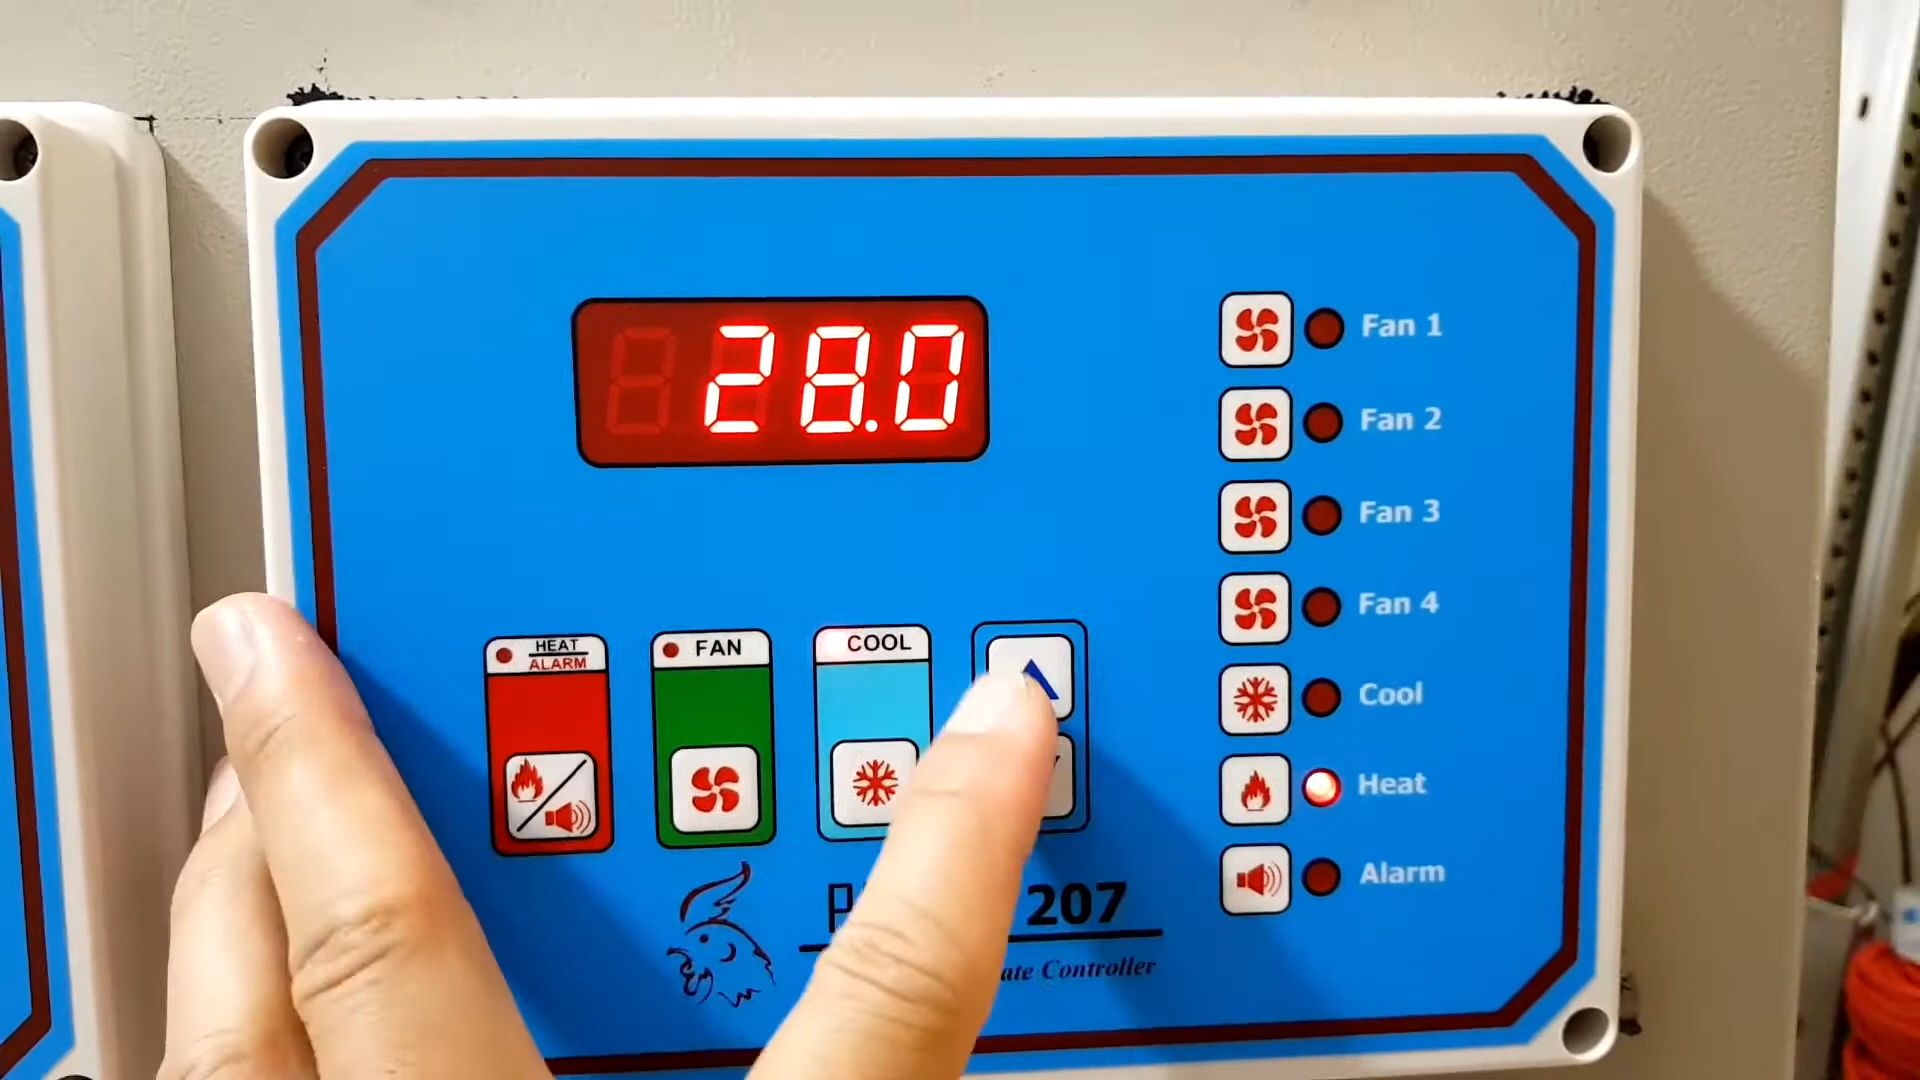 28.0
Fan 1
Fan 2
Fan 3
Fan 4
Cool
Heat
Alarm
HEAT
ALARM
FAN
COOL
207
Controller